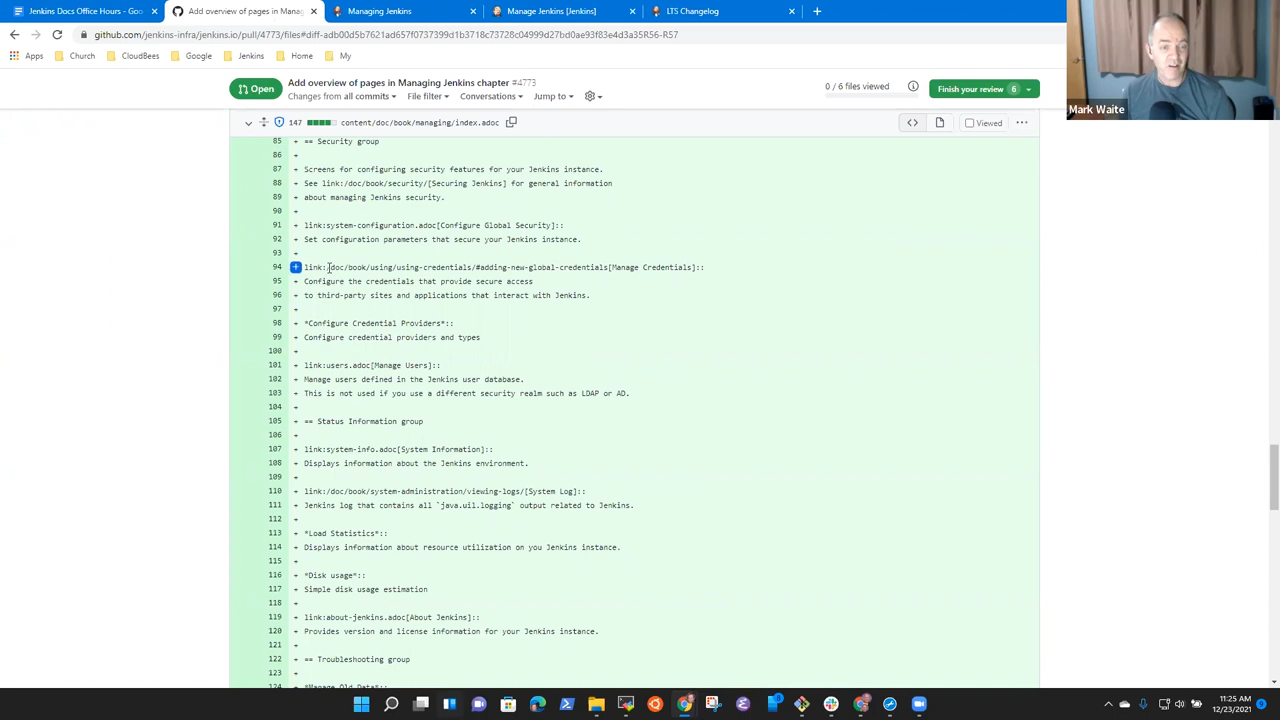 Jenkins Docs Office Hours - Goo
Add overview of pages in Manag
Managing Jenkins
Manage Jenkins [Jenkins]
LTS Changelog
github.com/jenkins-infra/jenkins.io/pull/4773/files#diff-adb00d5b7621ad657f0737399d1b3718c73728c04999d27bd0ae93f83e4d3a35R56-R57
Apps
Church
CloudBees
Google
Jenkins
Home
My
Open
Add overview of pages in Managing Jenkins chapter #4773
Changes from all commits
File filter
Conversations
Jump to
0 / 6 files viewed
Finish your review 6
Mark Waite
147 content/doc/book/managing/index.adoc
Viewed
85 + == Security group
86 +
87 + Screens for configuring security features for your Jenkins instance.
88 + See link:/doc/book/security/[Securing Jenkins] for general information
89 + about managing Jenkins security.
90 +
91 + link:system-configuration.adoc[Configure Global Security]::
92 + Set configuration parameters that secure your Jenkins instance.
93 +
94 + link:/doc/book/using/using-credentials/#adding-new-global-credentials[Manage Credentials]::
95 + Configure the credentials that provide secure access
96 + to third-party sites and applications that interact with Jenkins.
97 +
98 + *Configure Credential Providers*::
99 + Configure credential providers and types
100 +
101 + link:users.adoc[Manage Users]::
102 + Manage users defined in the Jenkins user database.
103 + This is not used if you use a different security realm such as LDAP or AD.
104 +
105 + == Status Information group
106 +
107 + link:system-info.adoc[System Information]::
108 + Displays information about the Jenkins environment.
109 +
110 + link:/doc/book/system-administration/viewing-logs/[System Log]::
111 + Jenkins log that contains all `java.uil.logging` output related to Jenkins.
112 +
113 + *Load Statistics*::
114 + Displays information about resource utilization on you Jenkins instance.
115 +
116 + *Disk usage*::
117 + Simple disk usage estimation
118 +
119 + link:about-jenkins.adoc[About Jenkins]::
120 + Provides version and license information for your Jenkins instance.
121 +
122 + == Troubleshooting group
123 +
124 + *Manage Old Data*::
11:25 AM
12/23/2021